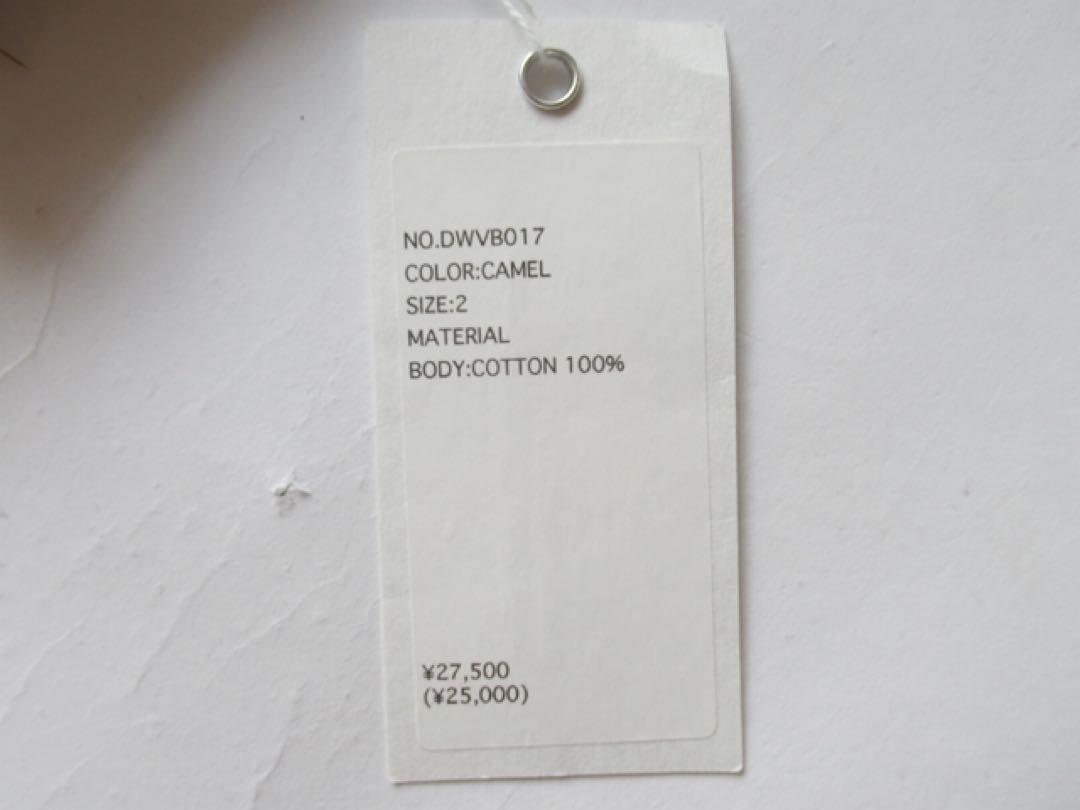 NO.DWVB017
COLOR:CAMEL
SIZE:2
MATERIAL
BODY:COTTON 100%
¥27,500
(¥25,000)